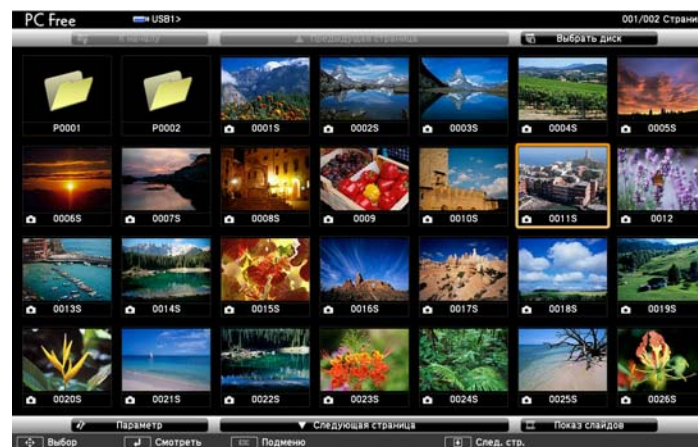 PC Free USB1> 001/002 Страни
К началу ▲ Предыдущая страница Выбрать диск
P0001 P0002 0001S 0002S 0003S 0004S 0005S
0006S 0007S 0008S 0009 0010S 0011S 0012
0013S 0014S 0015S 0016S 0017S 0018S 0019S
0020S 0021S 0022S 0023S 0024S 0025S 0026S
Параметр ▼ Следующая страница Показ слайдов
Выбор Смотреть ESC Подменю След. стр.